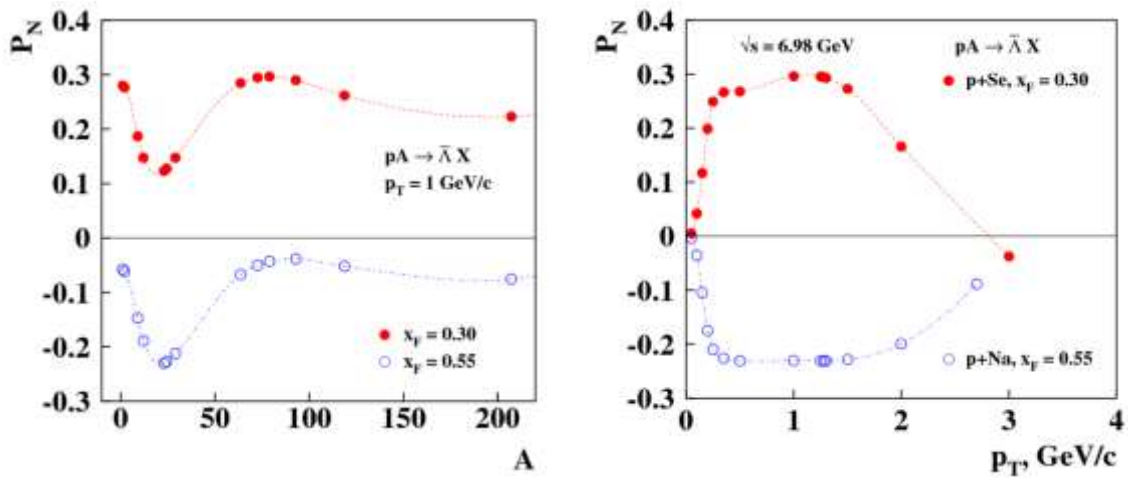 P_N
0.4
0.3
0.2
0.1
0
-0.1
-0.2
-0.3
pA → Λ̄ X
p_T = 1 GeV/c
x_F = 0.30
x_F = 0.55
0 50 100 150 200
A
P_N
0.4
0.3
0.2
0.1
0
-0.1
-0.2
-0.3
√s = 6.98 GeV
pA → Λ̄ X
p+Se, x_F = 0.30
p+Na, x_F = 0.55
0 1 2 3 4
p_T, GeV/c